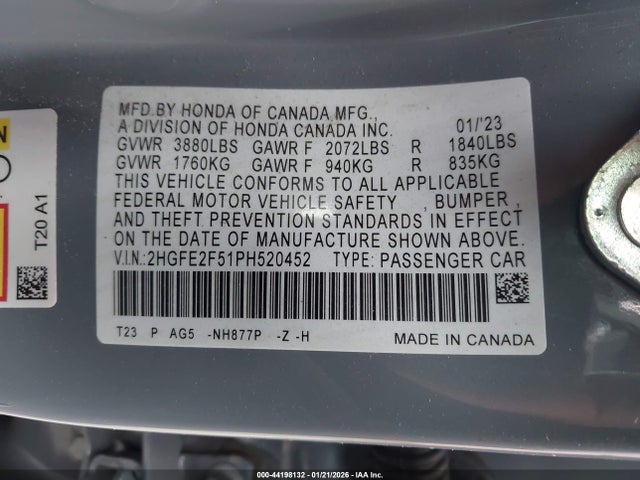 MFD.BY HONDA OF CANADA MFG.,
A DIVISION OF HONDA CANADA INC. 01/'23
GVWR 3880LBS GAWR F 2072LBS R 1840LBS
GVWR 1760KG GAWR F 940KG R 835KG
THIS VEHICLE CONFORMS TO ALL APPLICABLE
FEDERAL MOTOR VEHICLE SAFETY , BUMPER ,
AND THEFT PREVENTION STANDARDS IN EFFECT
ON THE DATE OF MANUFACTURE SHOWN ABOVE.
V.I.N.:2HGFE2F51PH520452 TYPE: PASSENGER CAR
T23 P AG5 -NH877P -Z -H MADE IN CANADA
T20 A1
000-44198132 - 01/21/2026 - IAA Inc.